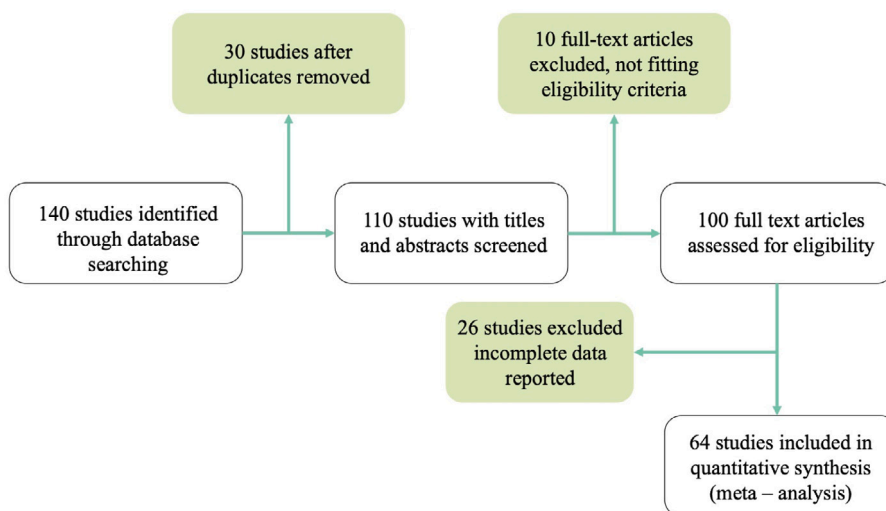 30 studies after
duplicates removed
10 full-text articles
excluded, not fitting
eligibility criteria
140 studies identified
through database
searching
110 studies with titles
and abstracts screened
100 full text articles
assessed for eligibility
26 studies excluded
incomplete data
reported
64 studies included in
quantitative synthesis
(meta – analysis)